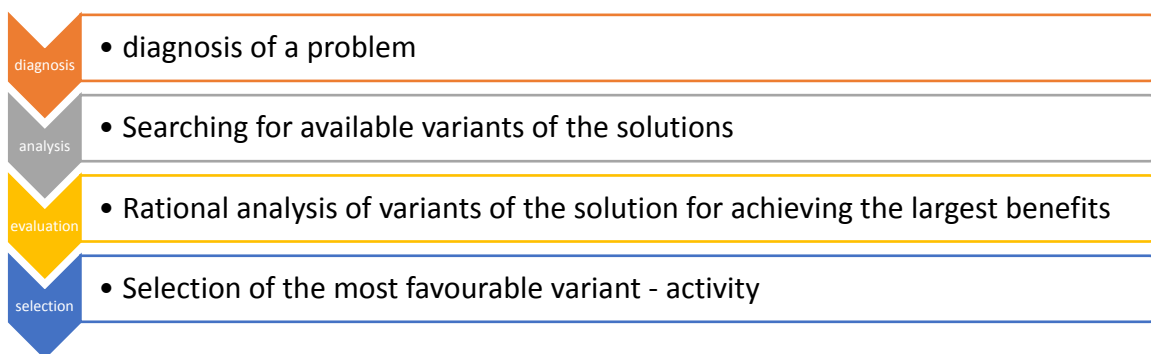 diagnosis
• diagnosis of a problem
analysis
• Searching for available variants of the solutions
evaluation
• Rational analysis of variants of the solution for achieving the largest benefits
selection
• Selection of the most favourable variant - activity